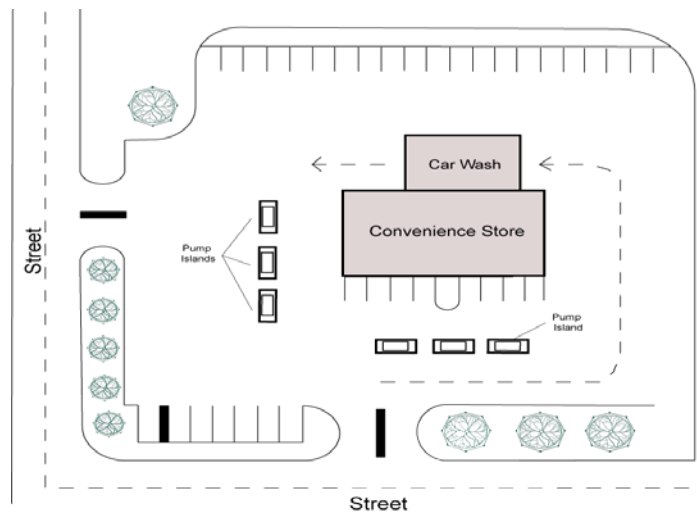 Car Wash
Convenience Store
Street
Pump
Islands
Pump
Island
Street